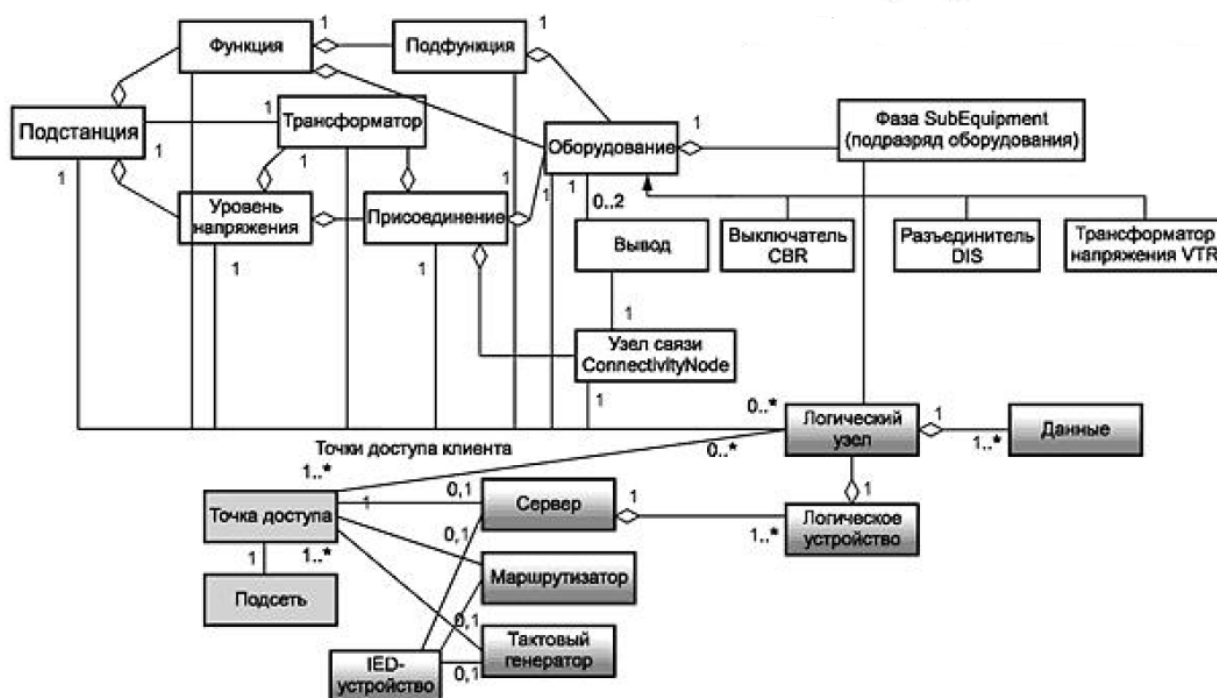 1
1
Функция
Подфункция
1
1
1
Подстанция
Трансформатор
Оборудование
Фаза SubEquipment
(подразряд оборудования)
1
1
1
1
1
1
0..2
Уровень
напряжения
Присоединение
Вывод
Выключатель
CBR
Разъединитель
DIS
Трансформатор
напряжения VTR
1
1
1
Узел связи
ConnectivityNode
1
0..*
Логический
узел
1
1..*
Данные
Точки доступа клиента
0..*
1..*
Точка доступа
1
0,1
Сервер
1
1
1..*
Логическое
устройство
0,1
1..*
1
Маршрутизатор
Подсеть
0,1
Тактовый
генератор
0,1
IED-
устройство